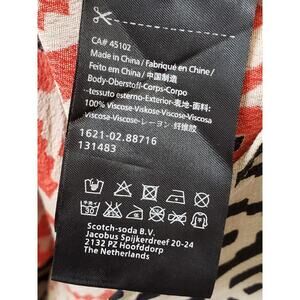 CA# 45102
Made in China / Fabriqué en Chine /
Feito em China / 中国制造
Body-Oberstoff-Corps-Corpo
-tessuto esterno-Exterior-表地-面料:
100% Viscose-Viskose-Viscose-Viscosa
Viscosa-Viscose-レーヨン-纤维胶
1621-02.88716
131483
30
Scotch-soda B.V.
Jacobus Spijkerdreef 20-24
2132 PZ Hoofddorp
The Netherlands